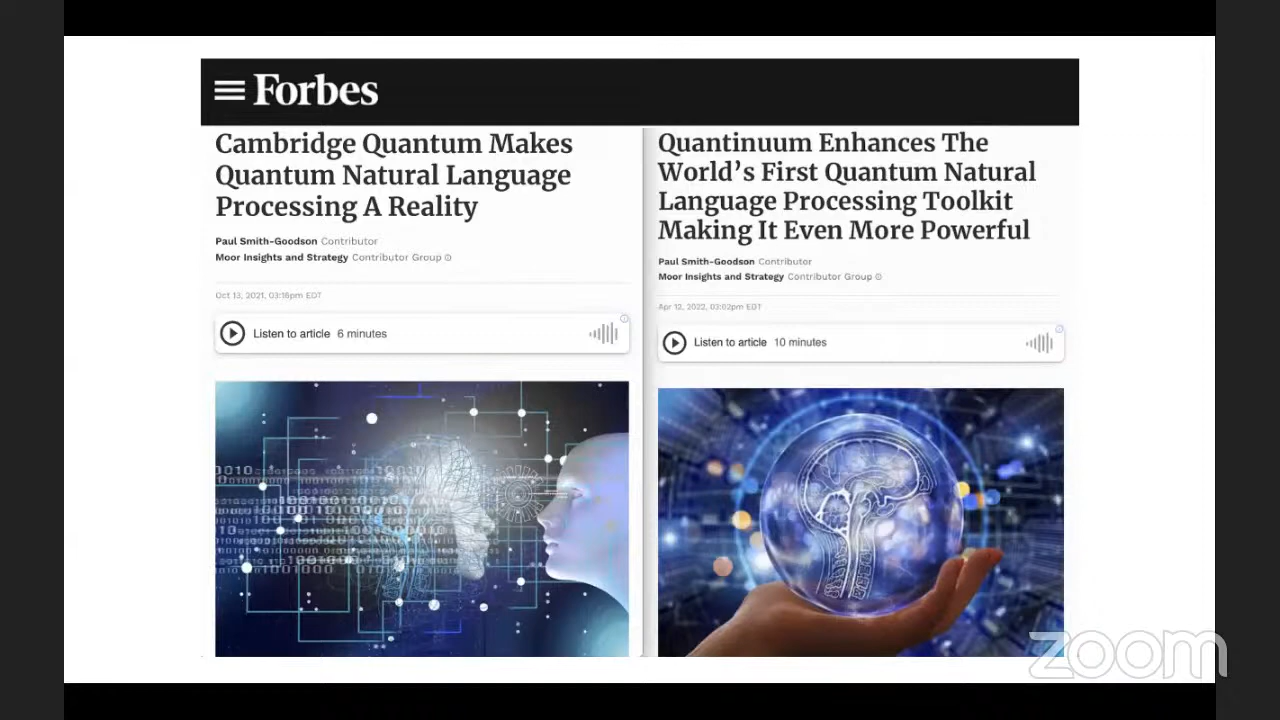 Forbes
Cambridge Quantum Makes
Quantum Natural Language
Processing A Reality
Paul Smith-Goodson Contributor
Moor Insights and Strategy Contributor Group
Oct 13, 2021, 03:16pm EDT
Listen to article 6 minutes
Quantinuum Enhances The
World's First Quantum Natural
Language Processing Toolkit
Making It Even More Powerful
Paul Smith-Goodson Contributor
Moor Insights and Strategy Contributor Group
Apr 12, 2022, 03:02pm EDT
Listen to article 10 minutes
zoom